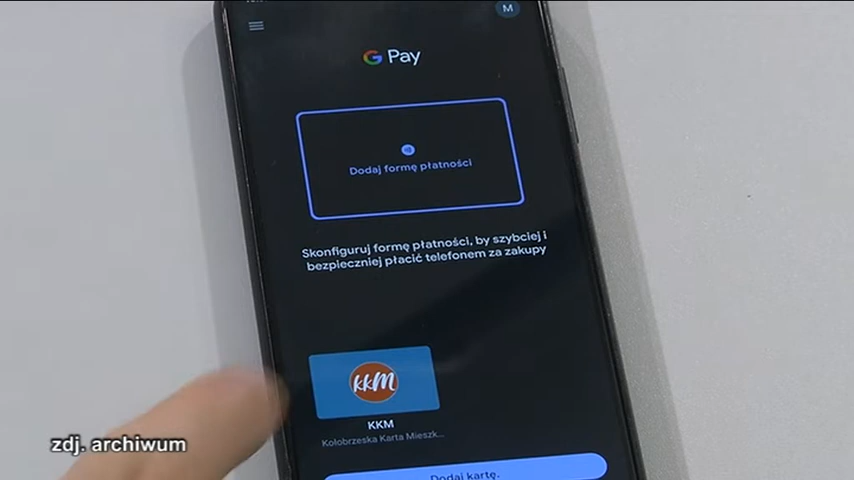 M
G Pay
Dodaj formę płatności
Skonfiguruj formę płatności, by szybciej i
bezpieczniej płacić telefonem za zakupy
kkm
KKM
Kołobrzeska Karta Mieszk...
Dodaj kartę.
zdj. archiwum